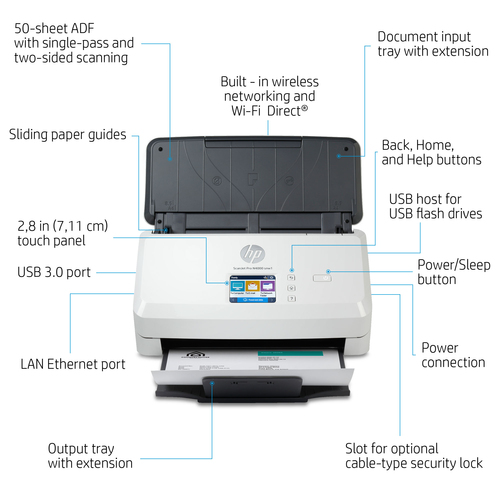 50-sheet ADF
with single-pass and
two-sided scanning
Document input
tray with extension
Built - in wireless
networking and
Wi-Fi Direct®
Sliding paper guides
Back, Home,
and Help buttons
USB host for
USB flash drives
2,8 in (7,11 cm)
touch panel
hp
USB 3.0 port
Power/Sleep
button
LAN Ethernet port
Power
connection
Output tray
with extension
Slot for optional
cable-type security lock